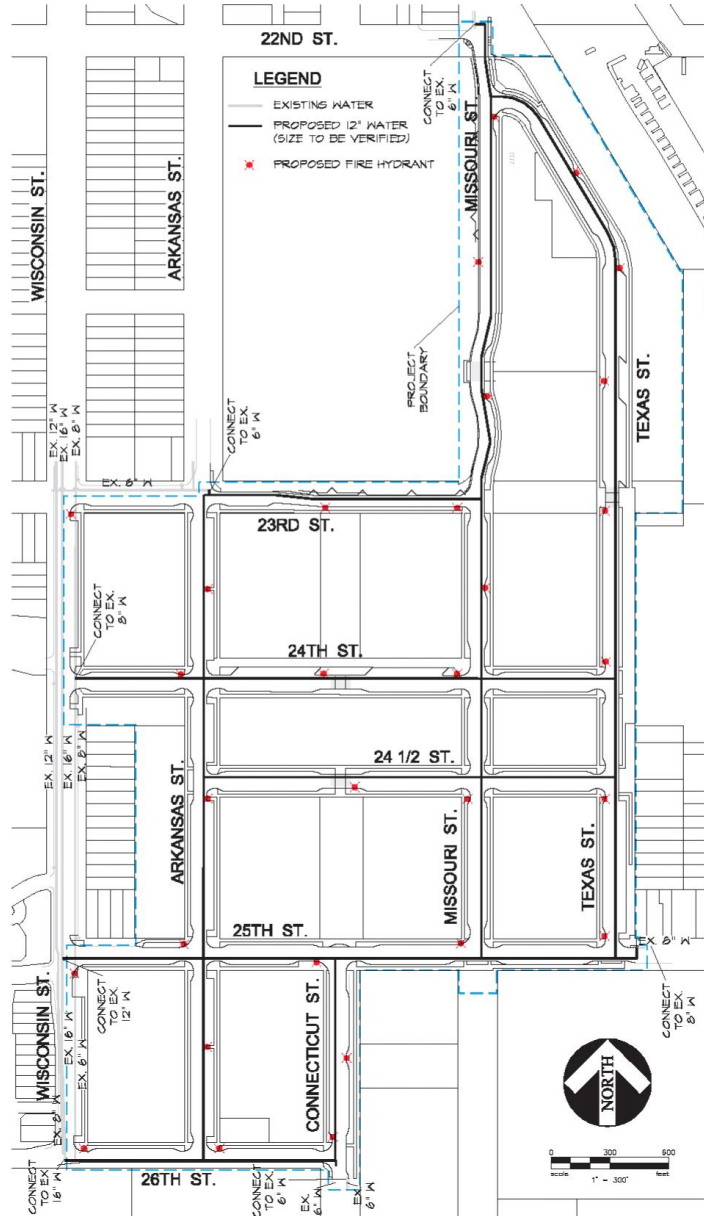 22ND ST.
LEGEND
EXISTING WATER
PROPOSED 12" WATER
(SIZE TO BE VERIFIED)
PROPOSED FIRE HYDRANT
CONNECT
TO EX.
6" W
MISSOURI ST.
WISCONSIN ST.
ARKANSAS ST.
PROJECT
BOUNDARY
TEXAS ST.
EX. 12" W
EX. 16" W
EX. 8" W
CONNECT
TO EX.
6" W
EX. 6" W
23RD ST.
CONNECT
TO EX.
8" W
24TH ST.
EX. 12" W
EX. 16" W
EX. 8" W
24 1/2 ST.
ARKANSAS ST.
MISSOURI ST.
TEXAS ST.
25TH ST.
EX. 8" W
CONNECT
TO EX.
8" W
WISCONSIN ST.
CONNECT
TO EX.
12" W
EX. 16" W
EX. 8" W
CONNECTICUT ST.
NORTH
EX. 8" W
0 300 600
scale feet
1" = 300'
CONNECT
TO EX.
16" W
26TH ST.
CONNECT
TO EX.
6" W
EX.
6" W
EX.
6" W